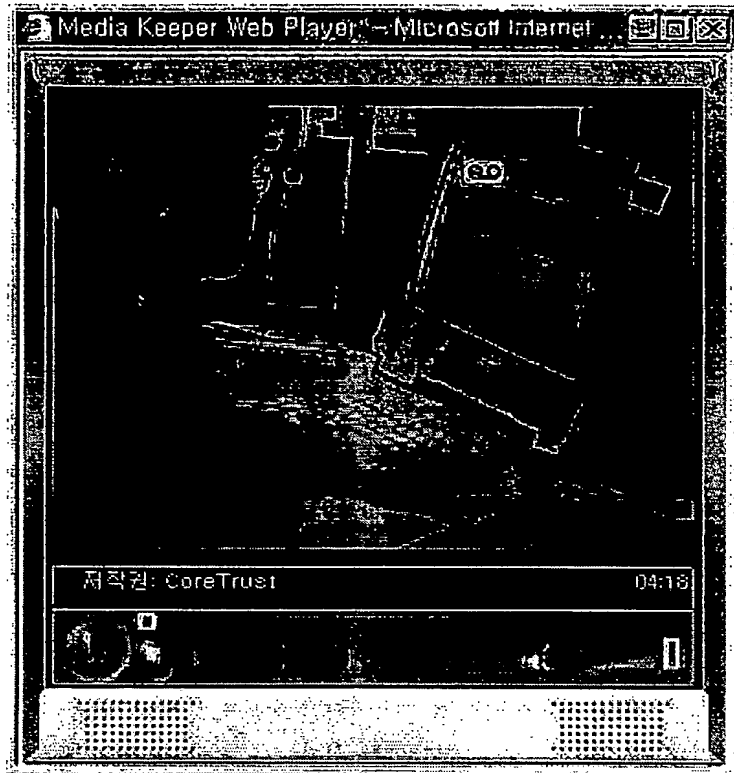 Media Keeper Web Player - Microsoft Internet ...
저작권: CoreTrust
04:18